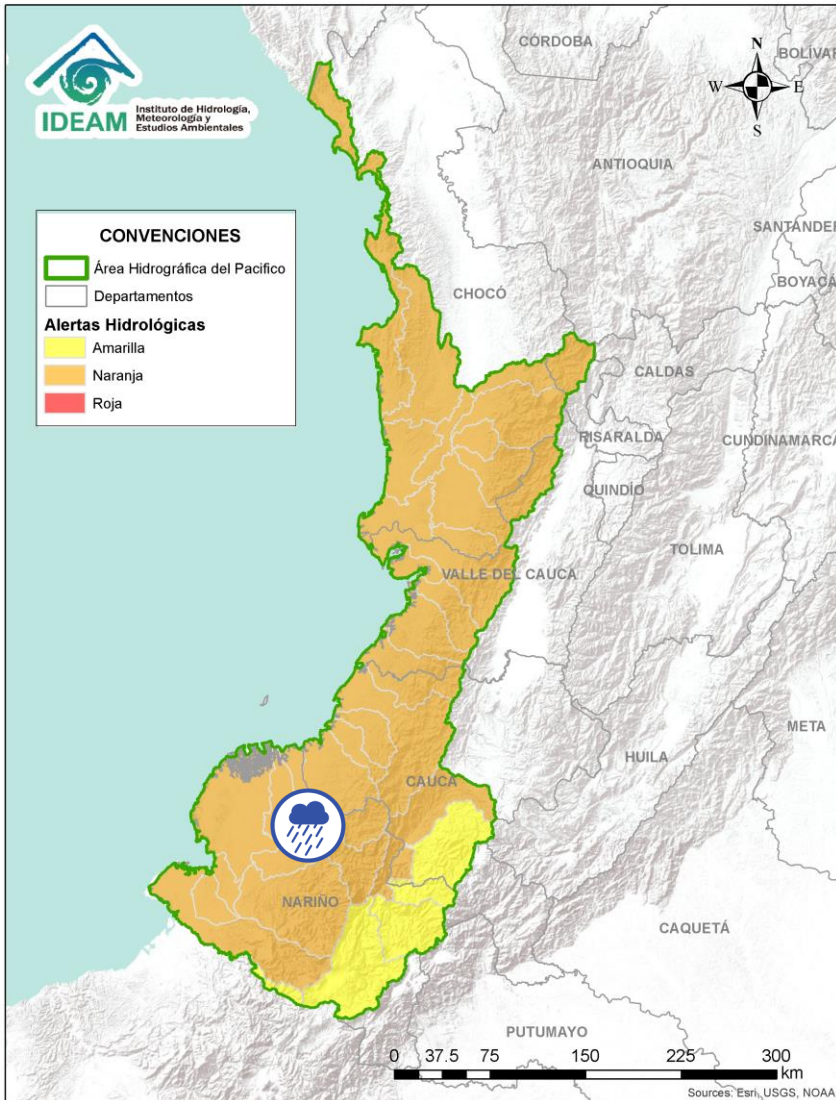 IDEAM
Instituto de Hidrología,
Meteorología y
Estudios Ambientales
CÓRDOBA
BOLÍVAR
N
W
E
S
ANTIOQUIA
SANTANDER
BOYACÁ
CONVENCIONES
Área Hidrográfica del Pacifico
Departamentos
Alertas Hidrológicas
Amarilla
Naranja
Roja
CHOCÓ
CALDAS
RISARALDA
CUNDINAMARCA
QUINDÍO
TOLIMA
VALLE DEL CAUCA
META
HUILA
CAUCA
NARIÑO
CAQUETÁ
PUTUMAYO
0 37.5 75 150 225 300
km
Sources: Esri, USGS, NOAA